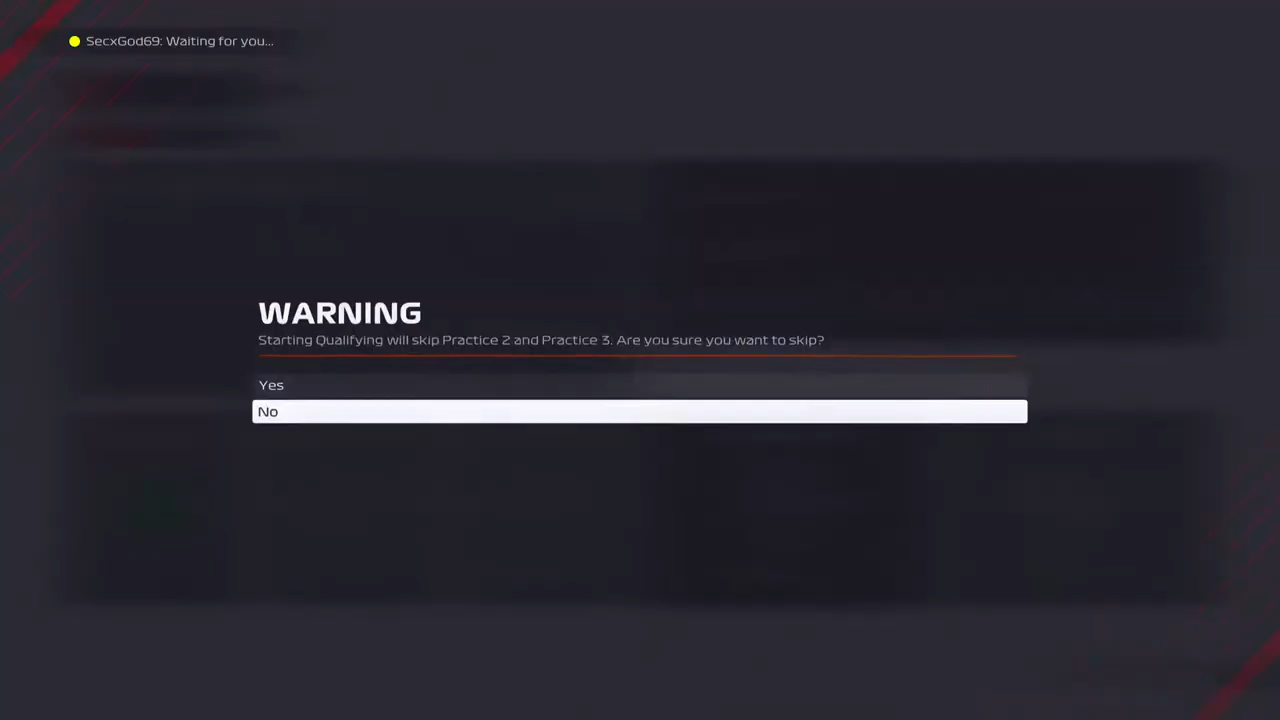 SecxGod69: Waiting for you...
WARNING
Starting Qualifying will skip Practice 2 and Practice 3. Are you sure you want to skip?
Yes
No